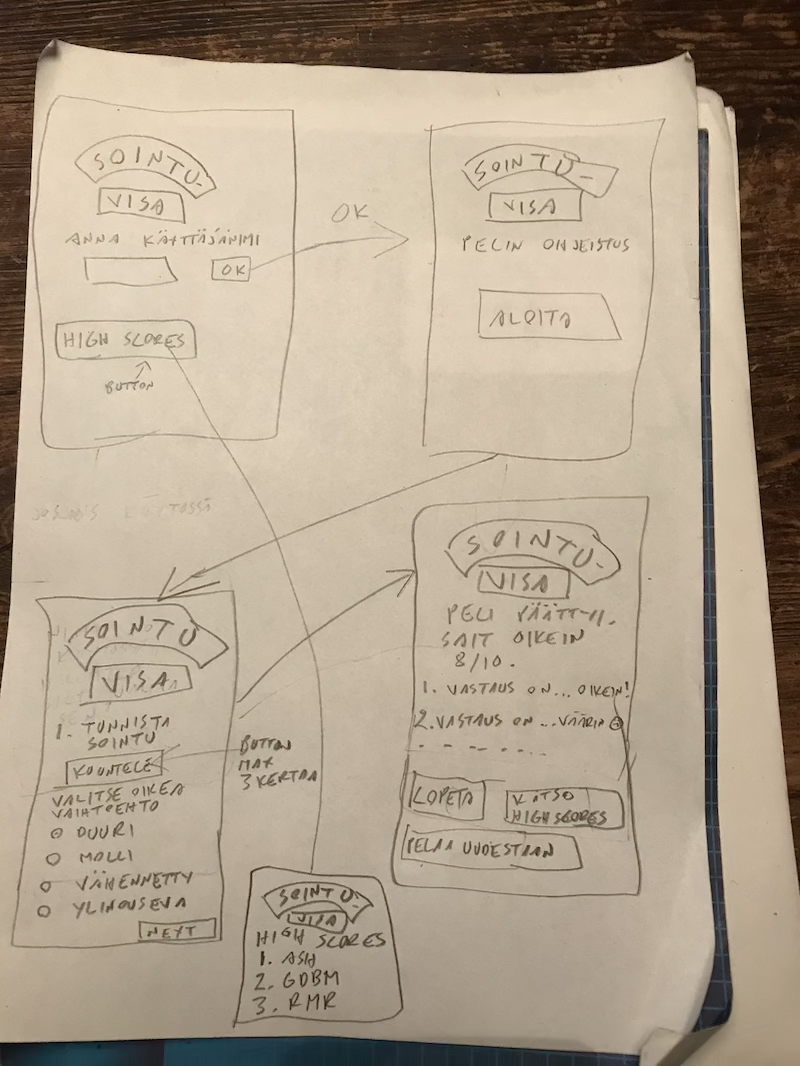 SOINTU-
VISA
ANNA KÄYTTÄJÄNIMI
OK
HIGH SCORES
BUTTON
OK
SOINTU-
VISA
PELIN OHJEISTUS
ALOITA
SOINTU
VISA
1. TUNNISTA
SOINTU
KUUNTELE
VALITSE OIKEA
VAIHTOEHTO
DUURI
MOLLI
VÄHENNETTY
YLINOUSEVA
NEXT
BUTTON
MAX
3 KERTAA
SOINTU-
VISA
HIGH SCORES
1. ASH
2. GDBM
3. RMR
SOINTU-
VISA
PELI PÄÄTTYI.
SAIT OIKEIN
8/10.
1. VASTAUS ON... OIKEIN!
2. VASTAUS ON ...VÄÄRIN
LOPETA
KATSO
HIGHSCORES
PELAA UUDESTAAN